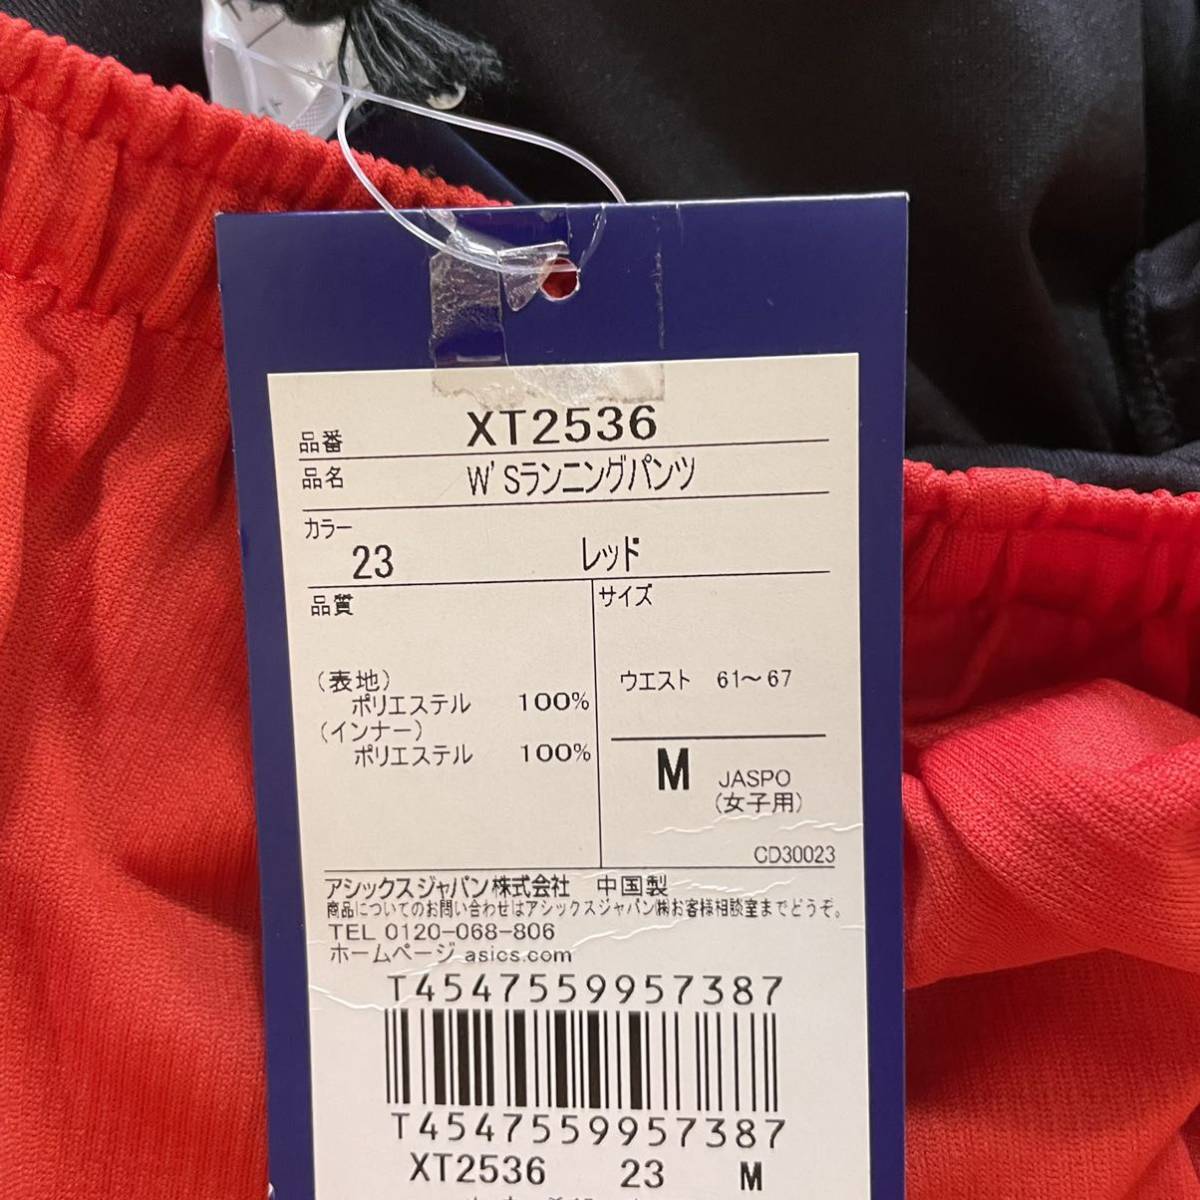 品番 XT2536
品名 W'Sランニングパンツ
カラー
23 レッド
品質
サイズ
(表地)
ポリエステル 100%
(インナー)
ポリエステル 100%
ウエスト 61〜67
M JASPO
(女子用)
CD30023
アシックスジャパン株式会社 中国製
商品についてのお問い合わせはアシックスジャパン㈱お客様相談室までどうぞ。
TEL 0120-068-806
ホームページ asics.com
T4547559957387
T4547559957387
XT2536 23 M